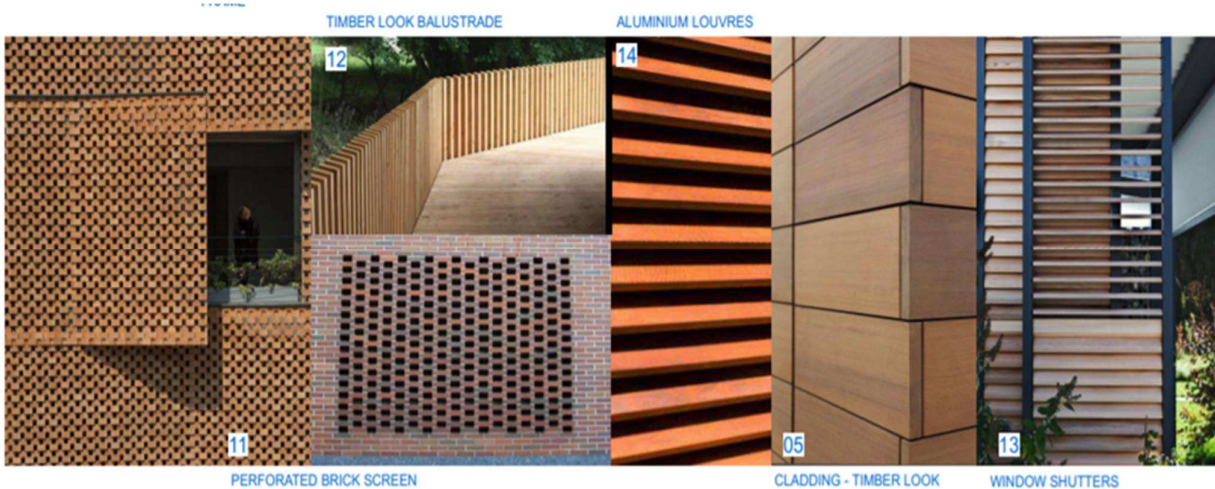 TIMBER LOOK BALUSTRADE
ALUMINIUM LOUVRES
12
14
11
05
13
PERFORATED BRICK SCREEN
CLADDING - TIMBER LOOK
WINDOW SHUTTERS